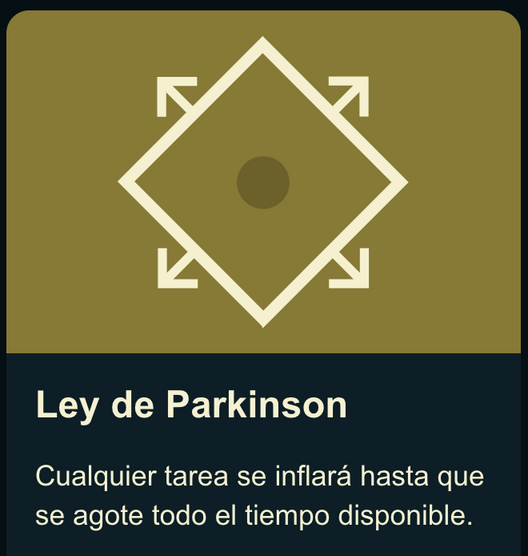 Ley de Parkinson
Cualquier tarea se inflará hasta que
se agote todo el tiempo disponible.